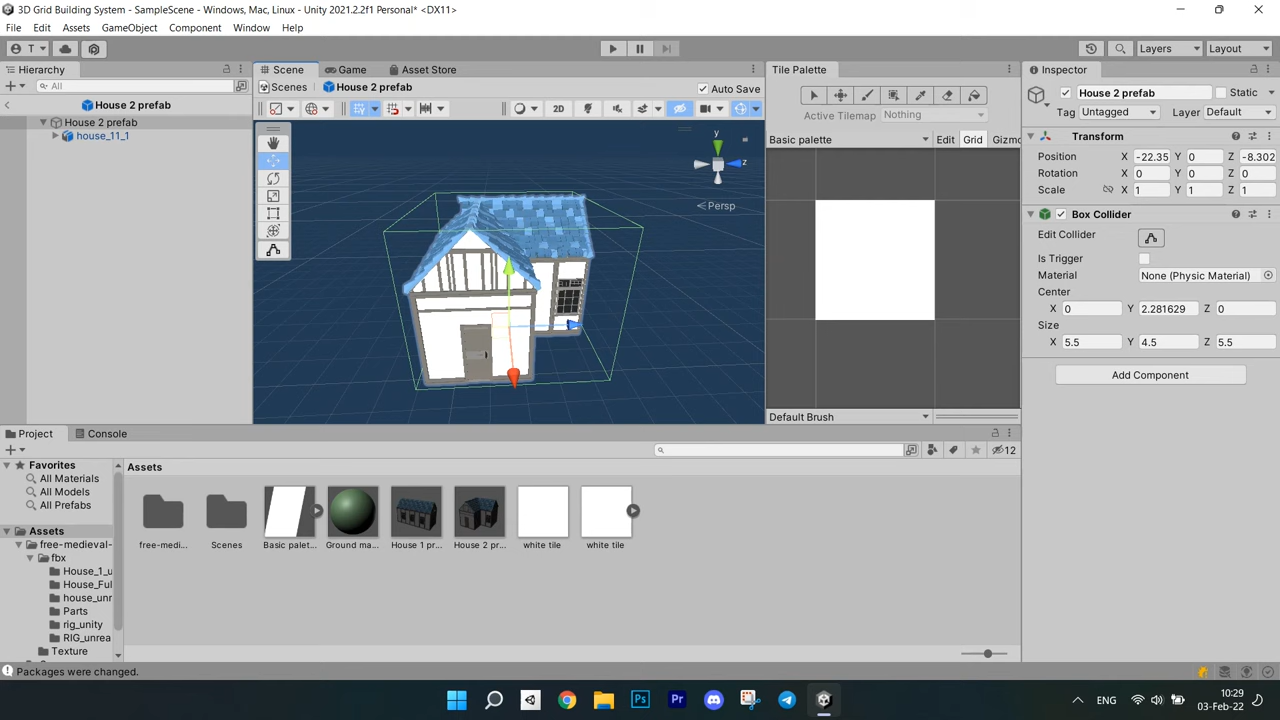 3D Grid Building System - SampleScene - Windows, Mac, Linux - Unity 2021.2.2f1 Personal* <DX11>
File Edit Assets GameObject Component Window Help
T Layers Layout
Hierarchy Scene Game Asset Store Tile Palette Inspector
All
Scenes House 2 prefab Auto Save
House 2 prefab Static
House 2 prefab
Tag Untagged Layer Default
2D
Active Tilemap Nothing
House 2 prefab
house_11_1
Basic palette Edit Grid Gizmo
Transform
Position X -22.35 Y 0 Z -8.302
Rotation X 0 Y 0 Z 0
Scale X 1 Y 1 Z 1
y
z
Persp
Box Collider
Edit Collider
Is Trigger
Material None (Physic Material)
Center
X 0 Y 2.281629 Z 0
Size
X 5.5 Y 4.5 Z 5.5
Add Component
Default Brush
Project Console
12
Favorites
All Materials
All Models
All Prefabs
Assets
free-medieval-
fbx
House_1_u
House_Ful
house_unr
Parts
rig_unity
RIG_unrea
Texture
Assets
free-medi... Scenes Basic palet... Ground ma... House 1 pr... House 2 pr... white tile white tile
Packages were changed.
Ps Pr
ENG
10:29
03-Feb-22